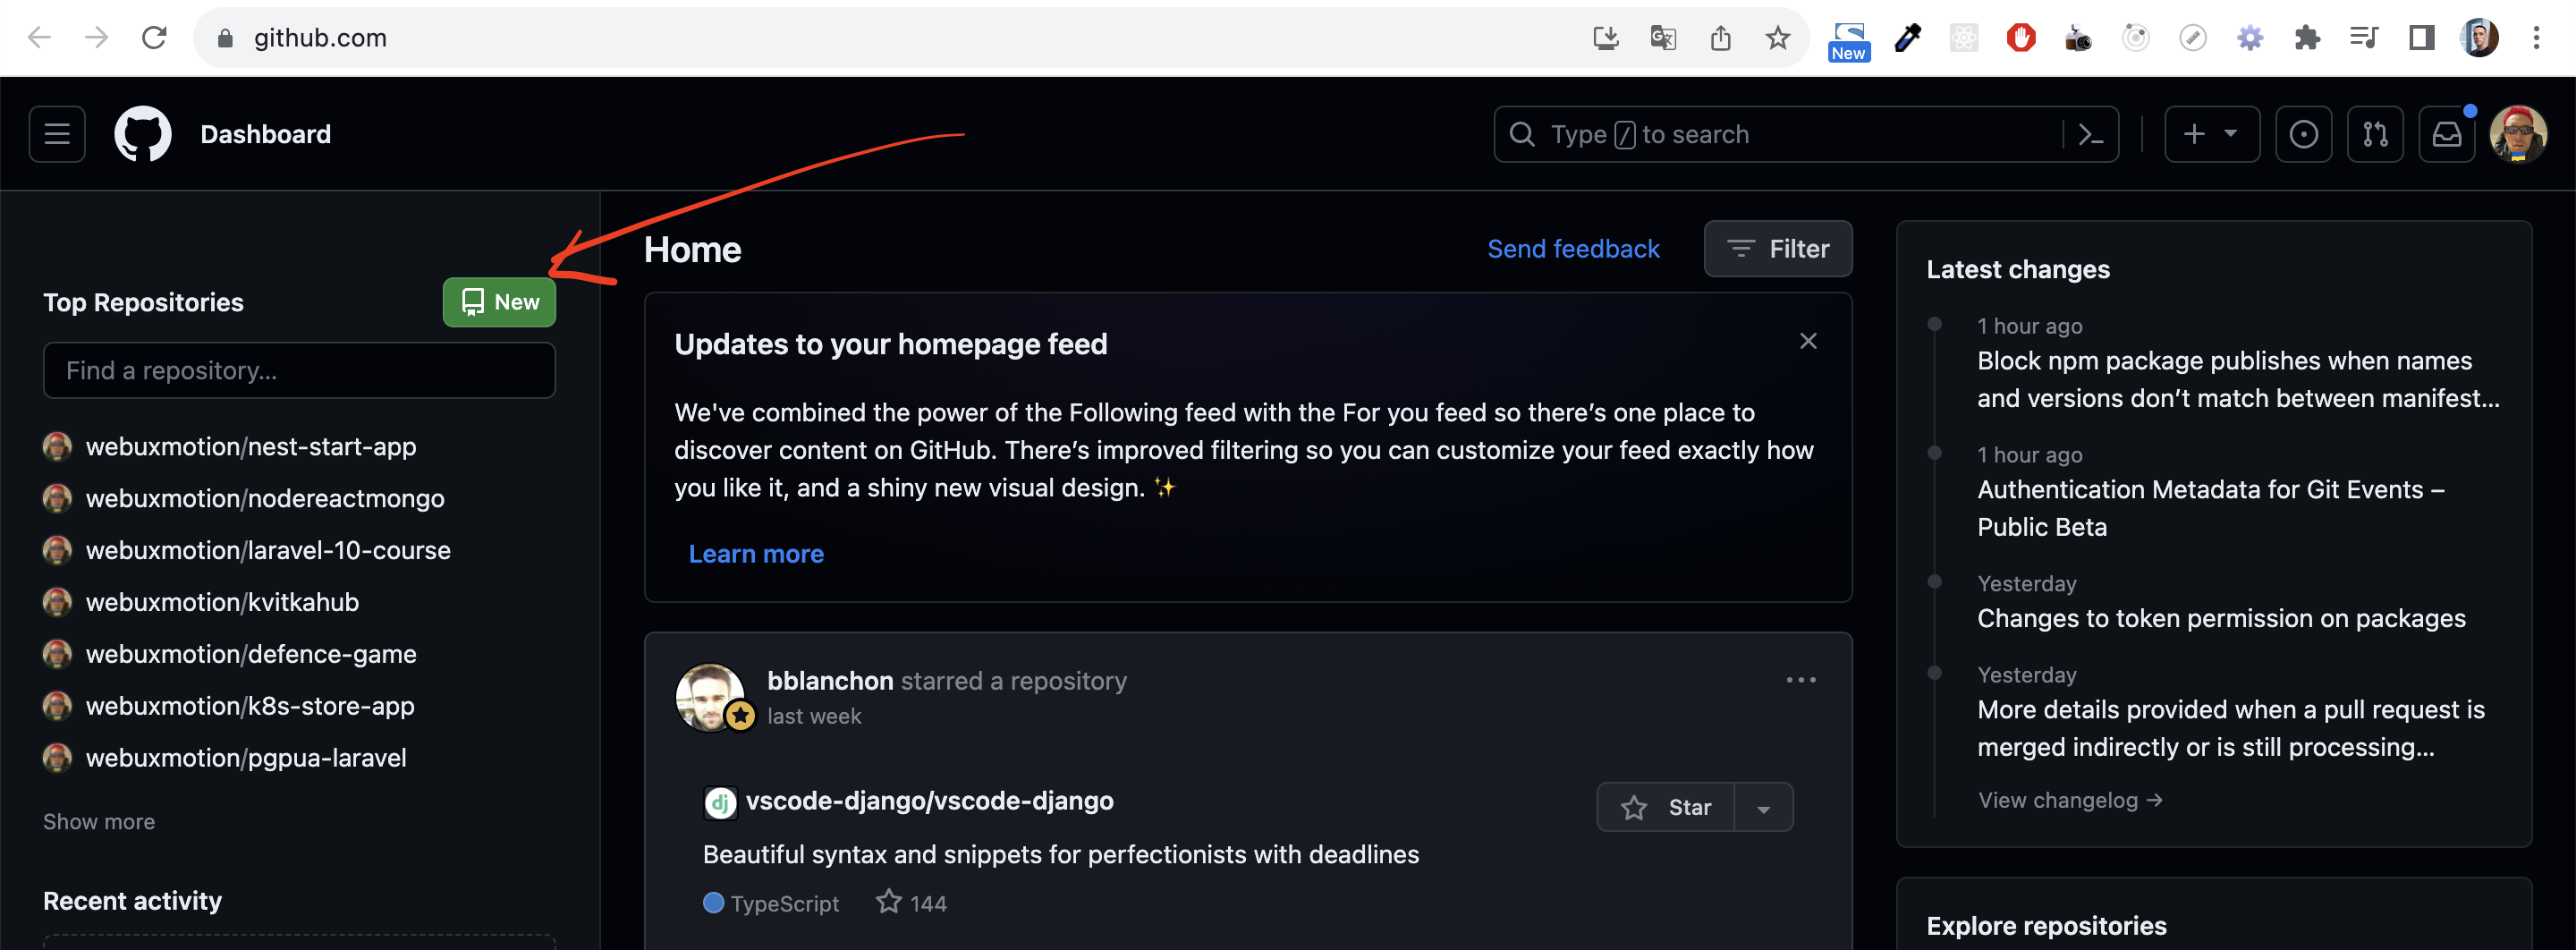 github.com
New
Dashboard
Type / to search
Top Repositories
New
Find a repository...
webuxmotion/nest-start-app
webuxmotion/nodereactmongo
webuxmotion/laravel-10-course
webuxmotion/kvitkahub
webuxmotion/defence-game
webuxmotion/k8s-store-app
webuxmotion/pgpua-laravel
Show more
Recent activity
Home
Send feedback
Filter
Updates to your homepage feed
We've combined the power of the Following feed with the For you feed so there’s one place to
discover content on GitHub. There’s improved filtering so you can customize your feed exactly how
you like it, and a shiny new visual design. ✨
Learn more
bblanchon starred a repository
last week
dj vscode-django/vscode-django
Star
Beautiful syntax and snippets for perfectionists with deadlines
TypeScript 144
Latest changes
1 hour ago
Block npm package publishes when names
and versions don’t match between manifest...
1 hour ago
Authentication Metadata for Git Events –
Public Beta
Yesterday
Changes to token permission on packages
Yesterday
More details provided when a pull request is
merged indirectly or is still processing...
View changelog →
Explore repositories